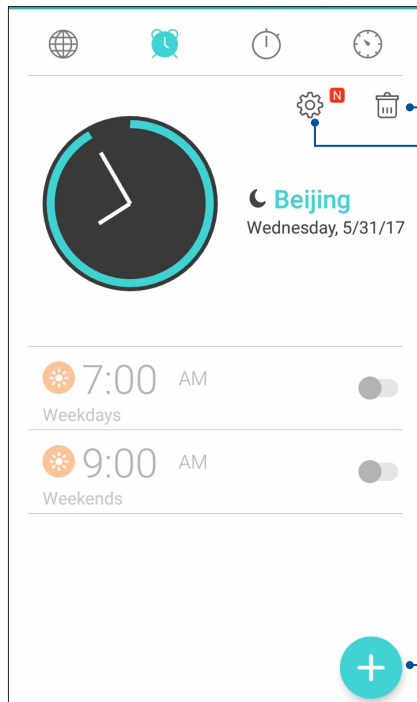 N
Beijing
Wednesday, 5/31/17
7:00 AM
Weekdays
9:00 AM
Weekends